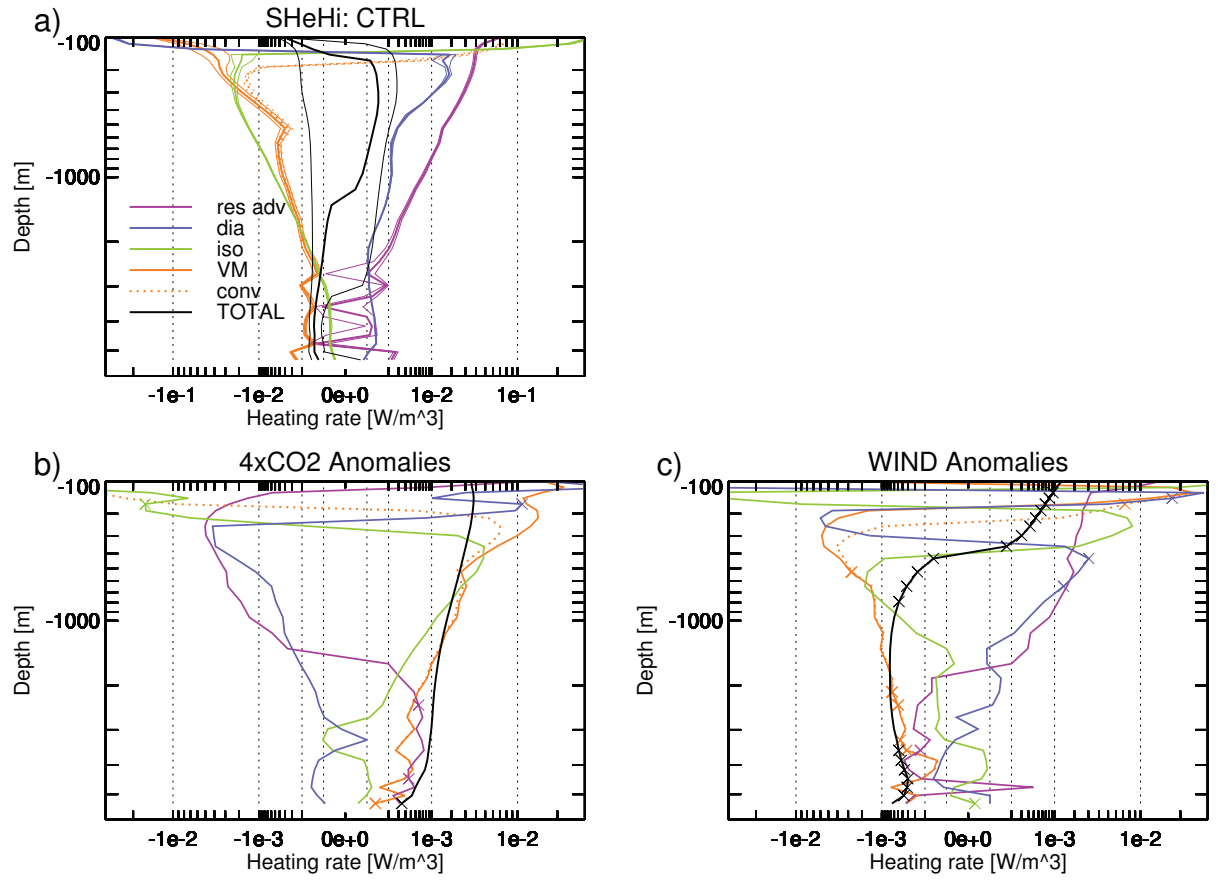 a)
SHeHi: CTRL
-100
-1000
Depth [m]
res adv
dia
iso
VM
conv
TOTAL
-1e-1 -1e-2 0e+0 1e-2 1e-1
Heating rate [W/m^3]
b)
4xCO2 Anomalies
-100
-1000
Depth [m]
-1e-2 -1e-3 0e+0 1e-3 1e-2
Heating rate [W/m^3]
c)
WIND Anomalies
-100
-1000
Depth [m]
-1e-2 -1e-3 0e+0 1e-3 1e-2
Heating rate [W/m^3]